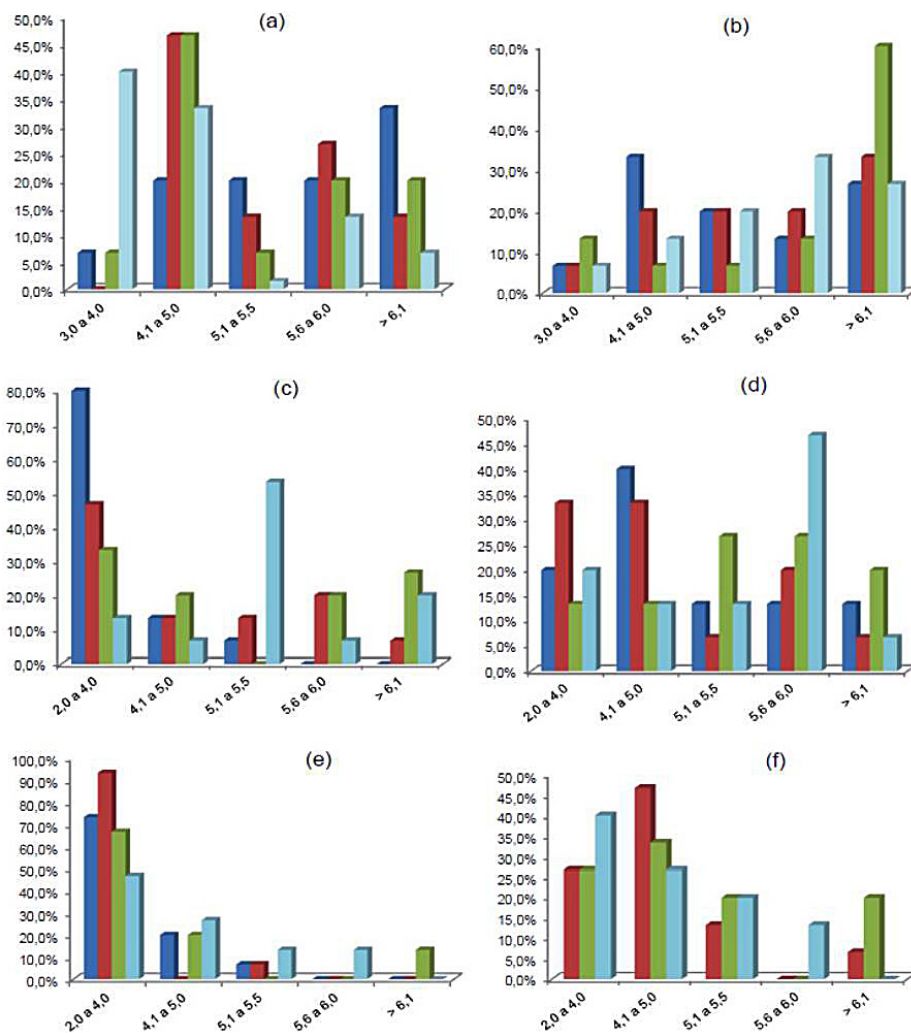 (a)
50,0%
45,0%
40,0%
35,0%
30,0%
25,0%
20,0%
15,0%
10,0%
5,0%
0,0%
3,0 a 4,0
4,1 a 5,0
5,1 a 5,5
5,6 a 6,0
> 6,1
(b)
60,0%
50,0%
40,0%
30,0%
20,0%
10,0%
0,0%
3,0 a 4,0
4,1 a 5,0
5,1 a 5,5
5,6 a 6,0
> 6,1
(c)
80,0%
70,0%
60,0%
50,0%
40,0%
30,0%
20,0%
10,0%
0,0%
2,0 a 4,0
4,1 a 5,0
5,1 a 5,5
5,6 a 6,0
> 6,1
(d)
50,0%
45,0%
40,0%
35,0%
30,0%
25,0%
20,0%
15,0%
10,0%
5,0%
0,0%
2,0 a 4,0
4,1 a 5,0
5,1 a 5,5
5,6 a 6,0
> 6,1
(e)
100,0%
90,0%
80,0%
70,0%
60,0%
50,0%
40,0%
30,0%
20,0%
10,0%
0,0%
2,0 a 4,0
4,1 a 5,0
5,1 a 5,5
5,6 a 6,0
> 6,1
(f)
50,0%
45,0%
40,0%
35,0%
30,0%
25,0%
20,0%
15,0%
10,0%
5,0%
0,0%
2,0 a 4,0
4,1 a 5,0
5,1 a 5,5
5,6 a 6,0
> 6,1